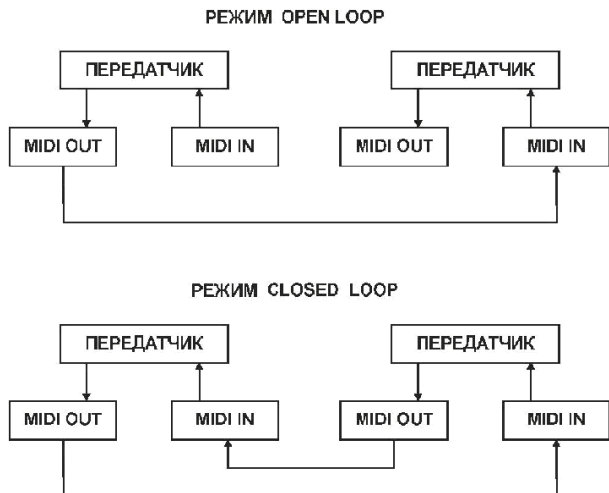 РЕЖИМ OPEN LOOP
ПЕРЕДАТЧИК ПЕРЕДАТЧИК
MIDI OUT MIDI IN MIDI OUT MIDI IN
РЕЖИМ CLOSED LOOP
ПЕРЕДАТЧИК ПЕРЕДАТЧИК
MIDI OUT MIDI IN MIDI OUT MIDI IN